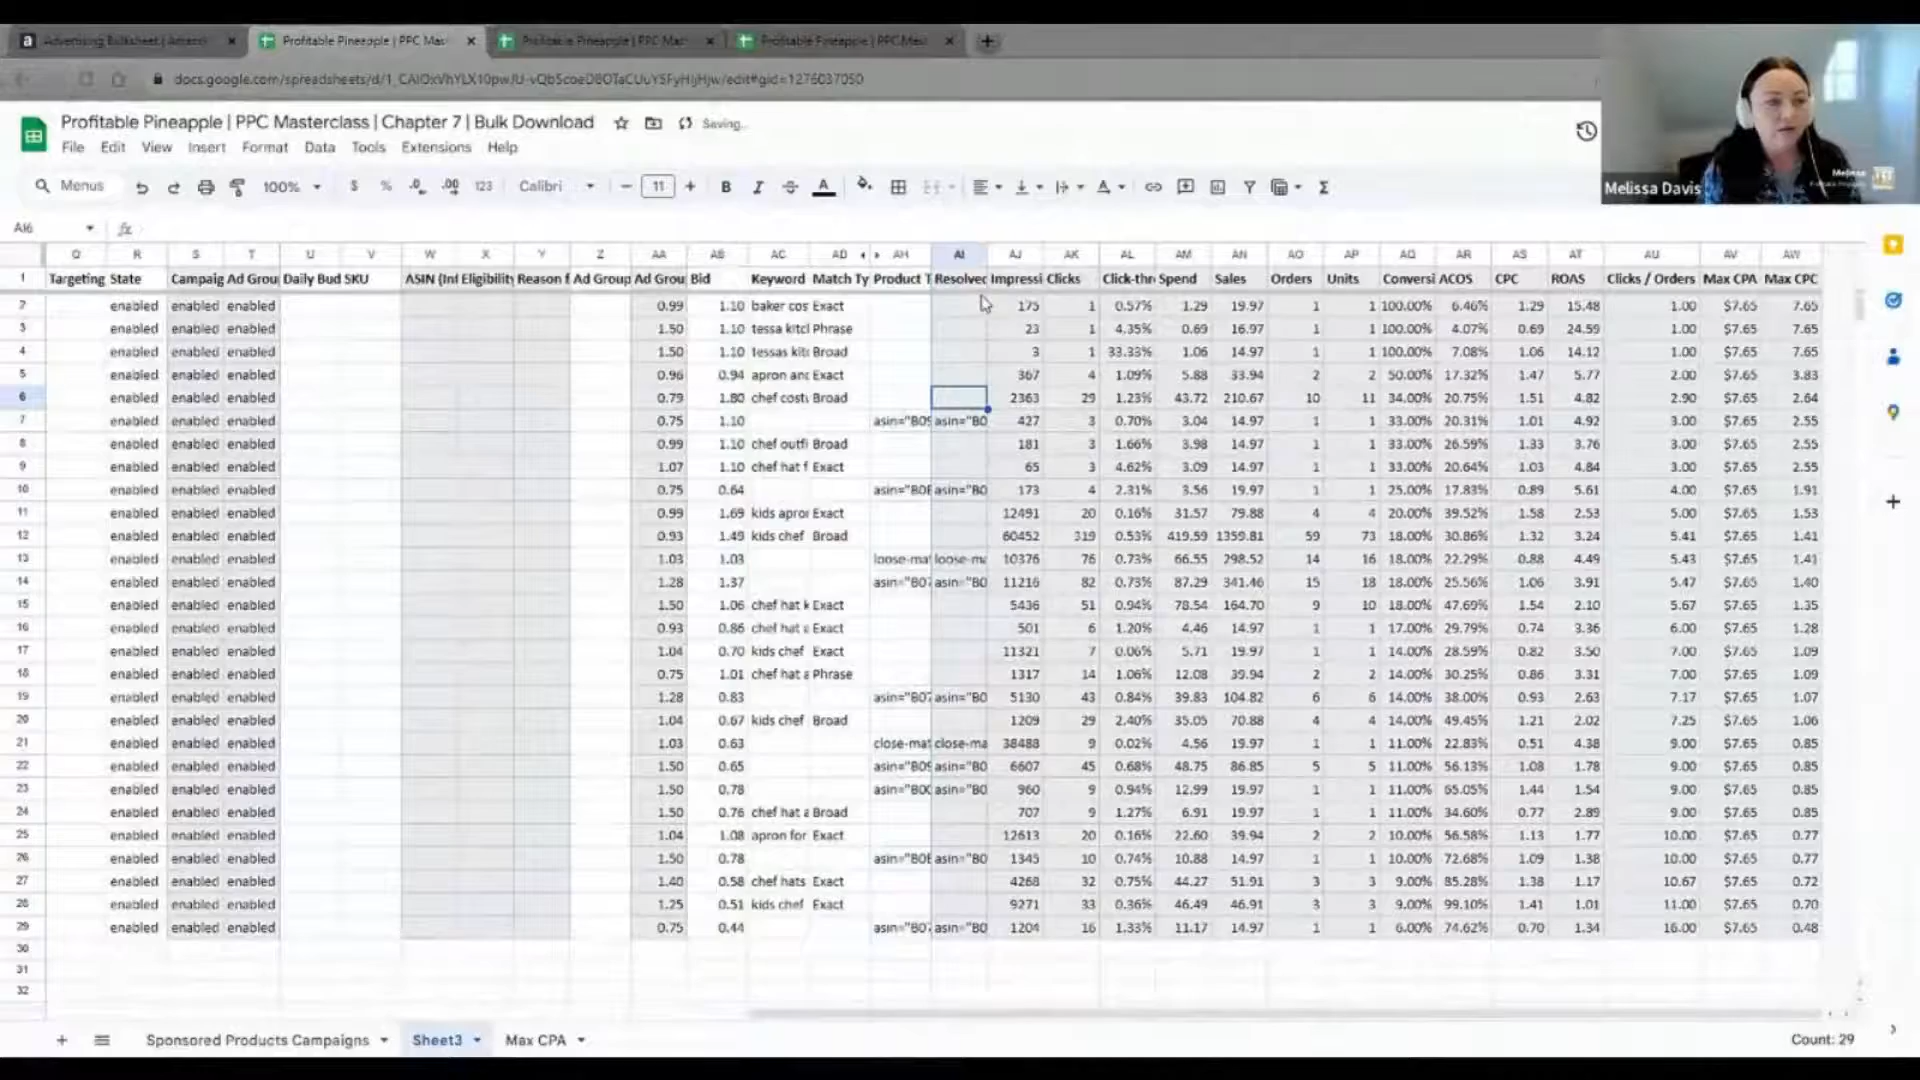 Advertising Bulksheet | Amazon Profitable Pineapple | PPC Mas Profitable Pineapple | PPC Mas Profitable Pineapple | PPC Mas
Profitable Pineapple | PPC Masterclass | Chapter 7 | Bulk Download Saving...
File Edit View Insert Format Data Tools Extensions Help
Menus 100% $ % .0 .00 123 Calibri 11
Melissa Davis
AI6
Q R S T U V W X Y Z AA AB AC AD AH AI AJ AK AL AM AN AO AP AQ AR AS AT AU AV AW
1 Targeting State Campaig Ad Grou Daily Bud SKU ASIN (Inf Eligibility Reason f Ad Group Ad Grou Bid Keyword Match Ty Product T Resolved Impressi Clicks Click-thr Spend Sales Orders Units Conversi ACOS CPC ROAS Clicks / Orders Max CPA Max CPC
2 enabled enabled enabled 0.99 1.10 baker cos Exact 175 1 0.57% 1.29 19.97 1 1 100.00% 6.46% 1.29 15.48 1.00 $7.65 7.65
3 enabled enabled enabled 1.50 1.10 tessa kitcl Phrase 23 1 4.35% 0.69 16.97 1 1 100.00% 4.07% 0.69 24.59 1.00 $7.65 7.65
4 enabled enabled enabled 1.50 1.10 tessas kit Broad 3 1 33.33% 1.06 14.97 1 1 100.00% 7.08% 1.06 14.12 1.00 $7.65 7.65
5 enabled enabled enabled 0.96 0.94 apron and Exact 367 4 1.09% 5.88 33.94 2 2 50.00% 17.32% 1.47 5.77 2.00 $7.65 3.83
6 enabled enabled enabled 0.79 1.80 chef costu Broad 2363 29 1.23% 43.72 210.67 10 11 34.00% 20.75% 1.51 4.82 2.90 $7.65 2.64
7 enabled enabled enabled 0.75 1.10 asin="B09 asin="B0 427 3 0.70% 3.04 14.97 1 1 33.00% 20.31% 1.01 4.92 3.00 $7.65 2.55
8 enabled enabled enabled 0.99 1.10 chef outfi Broad 181 3 1.66% 3.98 14.97 1 1 33.00% 26.59% 1.33 3.76 3.00 $7.65 2.55
9 enabled enabled enabled 1.07 1.10 chef hat f Exact 65 3 4.62% 3.09 14.97 1 1 33.00% 20.64% 1.03 4.84 3.00 $7.65 2.55
10 enabled enabled enabled 0.75 0.64 asin="B0 asin="B0 173 4 2.31% 3.56 19.97 1 1 25.00% 17.83% 0.89 5.61 4.00 $7.65 1.91
11 enabled enabled enabled 0.99 1.69 kids apron Exact 12491 20 0.16% 31.57 79.88 4 4 20.00% 39.52% 1.58 2.53 5.00 $7.65 1.53
12 enabled enabled enabled 0.93 1.49 kids chef Broad 60452 319 0.53% 419.59 1359.81 59 73 18.00% 30.86% 1.32 3.24 5.41 $7.65 1.41
13 enabled enabled enabled 1.03 1.03 loose-mat loose-ma 10376 76 0.73% 66.55 298.52 14 16 18.00% 22.29% 0.88 4.49 5.43 $7.65 1.41
14 enabled enabled enabled 1.28 1.37 asin="B07 asin="B0 11216 82 0.73% 87.29 341.46 15 18 18.00% 25.56% 1.06 3.91 5.47 $7.65 1.40
15 enabled enabled enabled 1.50 1.06 chef hat k Exact 5436 51 0.94% 78.54 164.70 9 10 18.00% 47.69% 1.54 2.10 5.67 $7.65 1.35
16 enabled enabled enabled 0.93 0.86 chef hat a Exact 501 6 1.20% 4.46 14.97 1 1 17.00% 29.79% 0.74 3.36 6.00 $7.65 1.28
17 enabled enabled enabled 1.04 0.70 kids chef Exact 11321 7 0.06% 5.71 19.97 1 1 14.00% 28.59% 0.82 3.50 7.00 $7.65 1.09
18 enabled enabled enabled 0.75 1.01 chef hat a Phrase 1317 14 1.06% 12.08 39.94 2 2 14.00% 30.25% 0.86 3.31 7.00 $7.65 1.09
19 enabled enabled enabled 1.28 0.83 asin="B07 asin="B0 5130 43 0.84% 39.83 104.82 6 6 14.00% 38.00% 0.93 2.63 7.17 $7.65 1.07
20 enabled enabled enabled 1.04 0.67 kids chef Broad 1209 29 2.40% 35.05 70.88 4 4 14.00% 49.45% 1.21 2.02 7.25 $7.65 1.06
21 enabled enabled enabled 1.03 0.63 close-mat close-ma 38488 9 0.02% 4.56 19.97 1 1 11.00% 22.83% 0.51 4.38 9.00 $7.65 0.85
22 enabled enabled enabled 1.50 0.65 asin="B09 asin="B0 6607 45 0.68% 48.75 86.85 5 5 11.00% 56.13% 1.08 1.78 9.00 $7.65 0.85
23 enabled enabled enabled 1.50 0.78 asin="B00 asin="B0 960 9 0.94% 12.99 19.97 1 1 11.00% 65.05% 1.44 1.54 9.00 $7.65 0.85
24 enabled enabled enabled 1.50 0.76 chef hat a Broad 707 9 1.27% 6.91 19.97 1 1 11.00% 34.60% 0.77 2.89 9.00 $7.65 0.85
25 enabled enabled enabled 1.04 1.08 apron for Exact 12613 20 0.16% 22.60 39.94 2 2 10.00% 56.58% 1.13 1.77 10.00 $7.65 0.77
26 enabled enabled enabled 1.50 0.78 asin="B0 asin="B0 1345 10 0.74% 10.88 14.97 1 1 10.00% 72.68% 1.09 1.38 10.00 $7.65 0.77
27 enabled enabled enabled 1.40 0.58 chef hats Exact 4268 32 0.75% 44.27 51.91 3 3 9.00% 85.28% 1.38 1.17 10.67 $7.65 0.72
28 enabled enabled enabled 1.25 0.51 kids chef Exact 9271 33 0.36% 46.49 46.91 3 3 9.00% 99.10% 1.41 1.01 11.00 $7.65 0.70
29 enabled enabled enabled 0.75 0.44 asin="B07 asin="B0 1204 16 1.33% 11.17 14.97 1 1 6.00% 74.62% 0.70 1.34 16.00 $7.65 0.48
30
31
32
Sponsored Products Campaigns Sheet3 Max CPA Count: 29